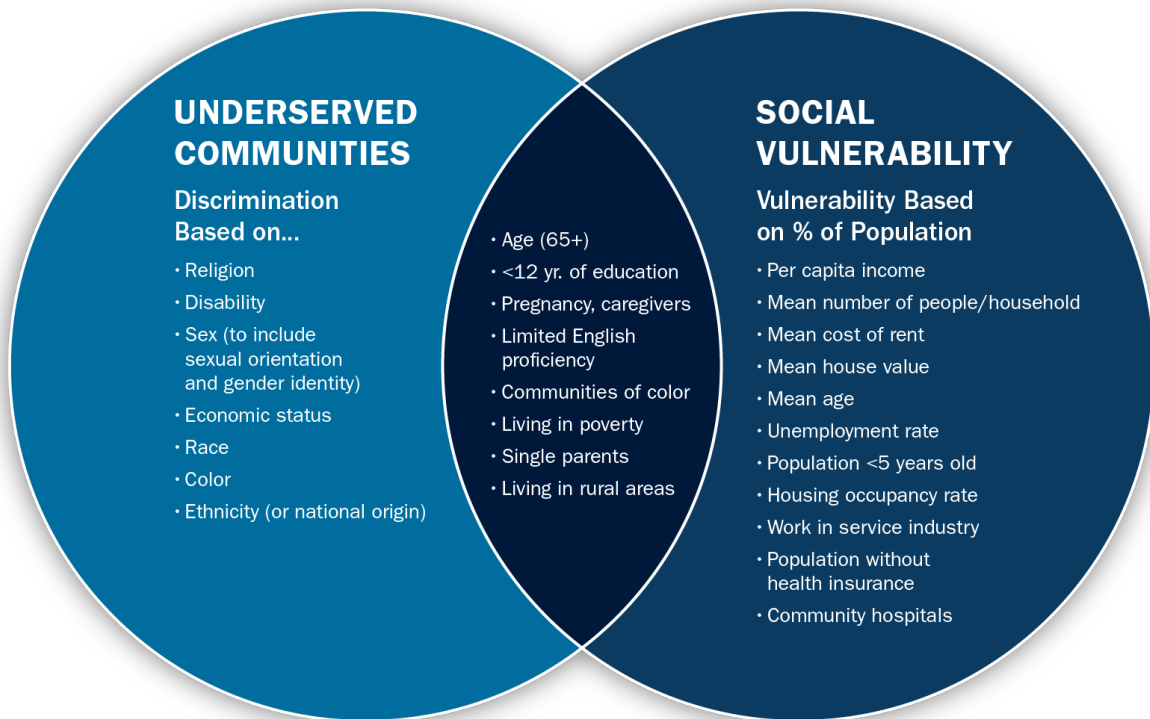 UNDERSERVED
COMMUNITIES
Discrimination
Based on...
· Religion
· Disability
· Sex (to include
sexual orientation
and gender identity)
· Economic status
· Race
· Color
· Ethnicity (or national origin)
· Age (65+)
· <12 yr. of education
· Pregnancy, caregivers
· Limited English
proficiency
· Communities of color
· Living in poverty
· Single parents
· Living in rural areas
SOCIAL
VULNERABILITY
Vulnerability Based
on % of Population
· Per capita income
· Mean number of people/household
· Mean cost of rent
· Mean house value
· Mean age
· Unemployment rate
· Population <5 years old
· Housing occupancy rate
· Work in service industry
· Population without
health insurance
· Community hospitals